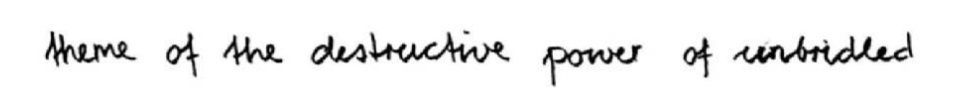 theme of the destructive power of unbridled